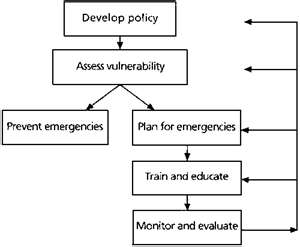 Develop policy
Assess vulnerability
Prevent emergencies
Plan for emergencies
Train and educate
Monitor and evaluate